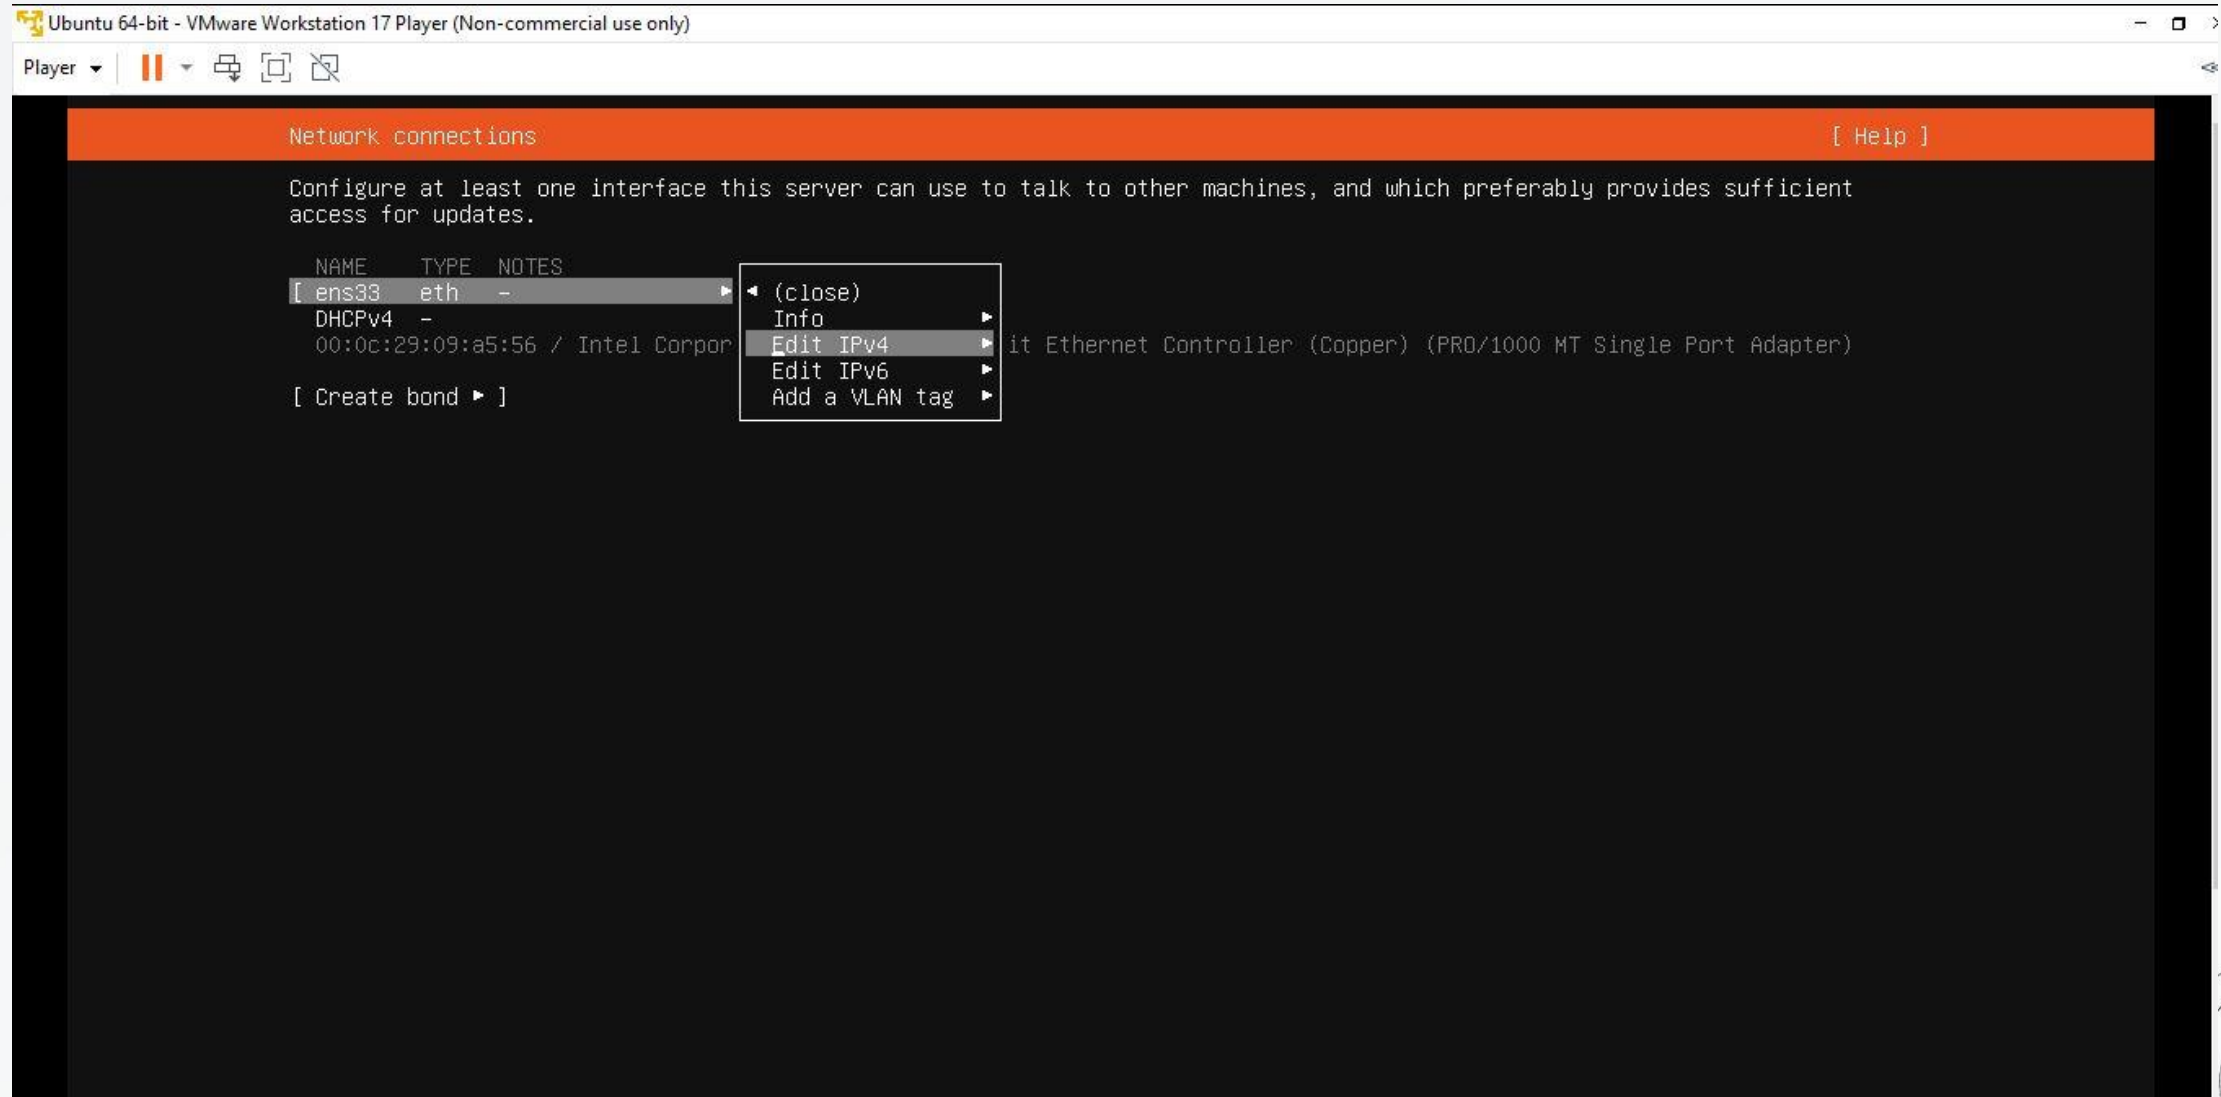 Ubuntu 64-bit - VMware Workstation 17 Player (Non-commercial use only)
Player
Network connections [ Help ]
Configure at least one interface this server can use to talk to other machines, and which preferably provides sufficient
access for updates.
NAME TYPE NOTES
[ ens33 eth - ▸ ◂ (close)
DHCPv4 - Info ▸
00:0c:29:09:a5:56 / Intel Corpor Edit IPv4 ▸ it Ethernet Controller (Copper) (PRO/1000 MT Single Port Adapter)
Edit IPv6 ▸
[ Create bond ▸ ] Add a VLAN tag ▸